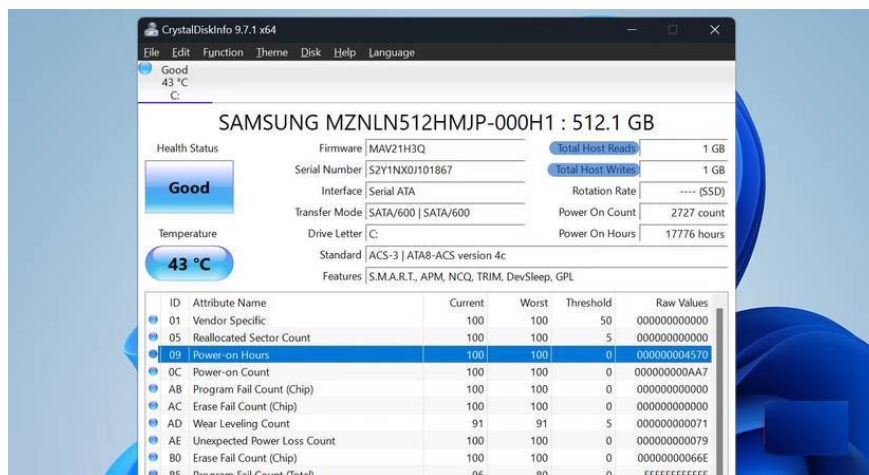 CrystalDiskInfo 9.7.1 x64
File Edit Function Theme Disk Help Language
Good
43 °C
C:
SAMSUNG MZNLN512HMJP-000H1 : 512.1 GB
Health Status
Good
Temperature
43 °C
Firmware MAV21H3Q
Serial Number S2Y1NX0J101867
Interface Serial ATA
Transfer Mode SATA/600 | SATA/600
Drive Letter C:
Standard ACS-3 | ATA8-ACS version 4c
Features S.M.A.R.T., APM, NCQ, TRIM, DevSleep, GPL
Total Host Reads 1 GB
Total Host Writes 1 GB
Rotation Rate ---- (SSD)
Power On Count 2727 count
Power On Hours 17776 hours
ID Attribute Name Current Worst Threshold Raw Values
01 Vendor Specific 100 100 50 000000000000
05 Reallocated Sector Count 100 100 5 000000000000
09 Power-on Hours 100 100 0 000000004570
0C Power-on Count 100 100 0 000000000AA7
AB Program Fail Count (Chip) 100 100 0 000000000000
AC Erase Fail Count (Chip) 100 100 0 000000000000
AD Wear Leveling Count 91 91 5 000000000071
AE Unexpected Power Loss Count 100 100 0 000000000079
B0 Erase Fail Count (Chip) 100 100 0 00000000066E
Program Fail Count (Total)